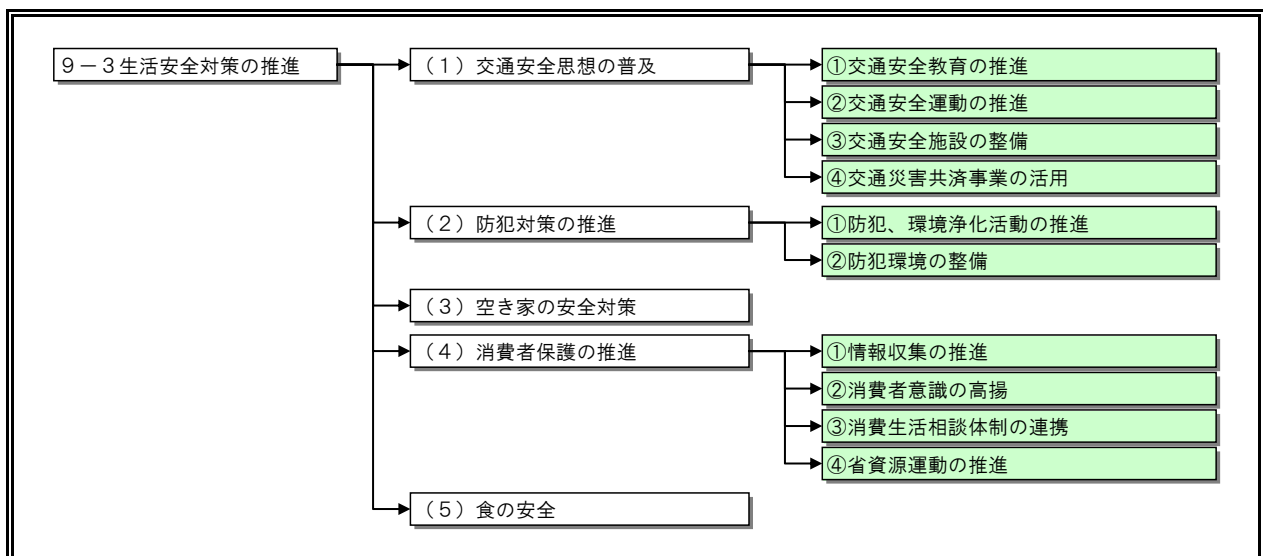 ９－３生活安全対策の推進
（１）交通安全思想の普及
①交通安全教育の推進
②交通安全運動の推進
③交通安全施設の整備
④交通災害共済事業の活用
（２）防犯対策の推進
①防犯、環境浄化活動の推進
②防犯環境の整備
（３）空き家の安全対策
（４）消費者保護の推進
①情報収集の推進
②消費者意識の高揚
③消費生活相談体制の連携
④省資源運動の推進
（５）食の安全